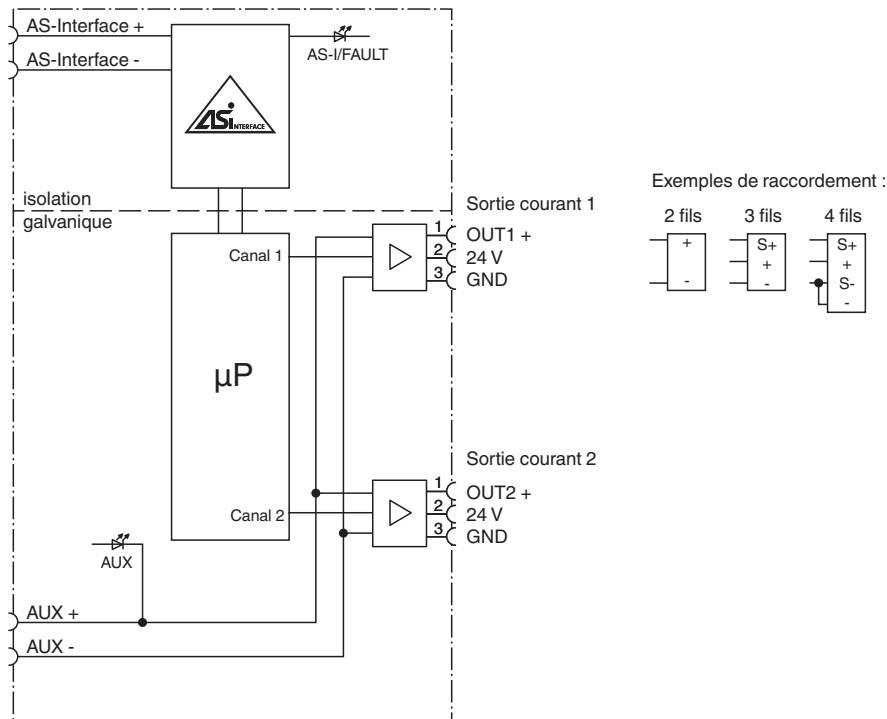 AS-Interface +
AS-Interface -
AS-I/FAULT
ASi INTERFACE
isolation
galvanique
Sortie courant 1
Canal 1
1 OUT1 +
2 24 V
3 GND
Exemples de raccordement :
2 fils
3 fils
4 fils
+
-
S+
+
-
S+
+
S-
-
µP
Sortie courant 2
Canal 2
1 OUT2 +
2 24 V
3 GND
AUX
AUX +
AUX -